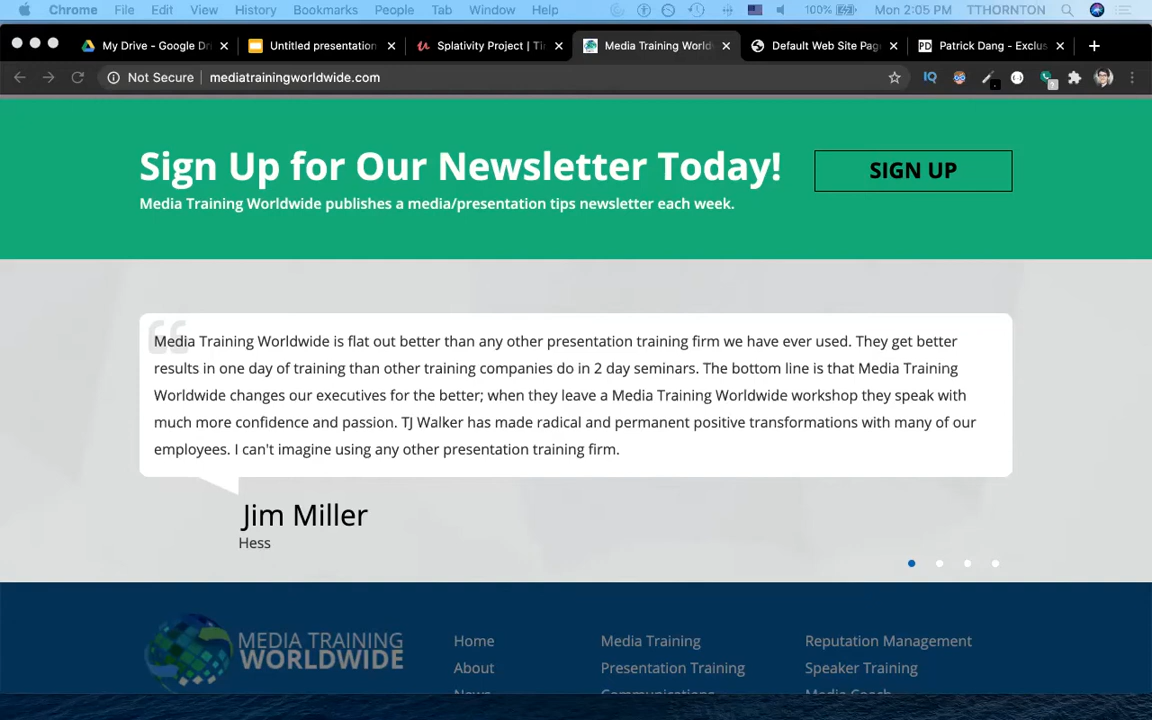 Chrome File Edit View History Bookmarks People Tab Window Help 100% Mon 2:05 PM TTHORNTON
My Drive - Google Dri Untitled presentation Splativity Project | Ti Media Training World Default Web Site Page Patrick Dang - Exclus
Not Secure mediatrainingworldwide.com
Sign Up for Our Newsletter Today!
SIGN UP
Media Training Worldwide publishes a media/presentation tips newsletter each week.
Media Training Worldwide is flat out better than any other presentation training firm we have ever used. They get better
results in one day of training than other training companies do in 2 day seminars. The bottom line is that Media Training
Worldwide changes our executives for the better; when they leave a Media Training Worldwide workshop they speak with
much more confidence and passion. TJ Walker has made radical and permanent positive transformations with many of our
employees. I can't imagine using any other presentation training firm.
Jim Miller
Hess
MEDIA TRAINING
WORLDWIDE
Home Media Training Reputation Management
About Presentation Training Speaker Training
News Communications Media Coach